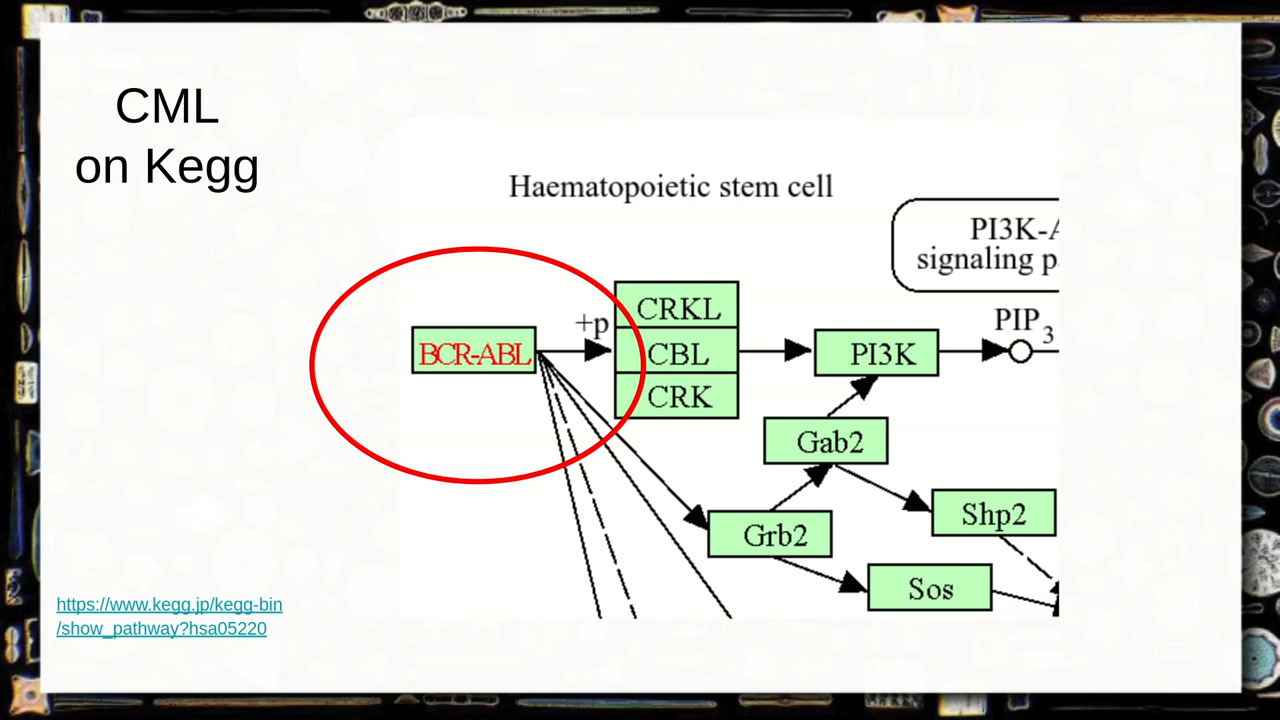 CML
on Kegg
Haematopoietic stem cell
PI3K-A
signaling p
+p
CRKL
BCR-ABL
CBL
CRK
PI3K
PIP3
Gab2
Grb2
Shp2
Sos
https://www.kegg.jp/kegg-bin
/show_pathway?hsa05220